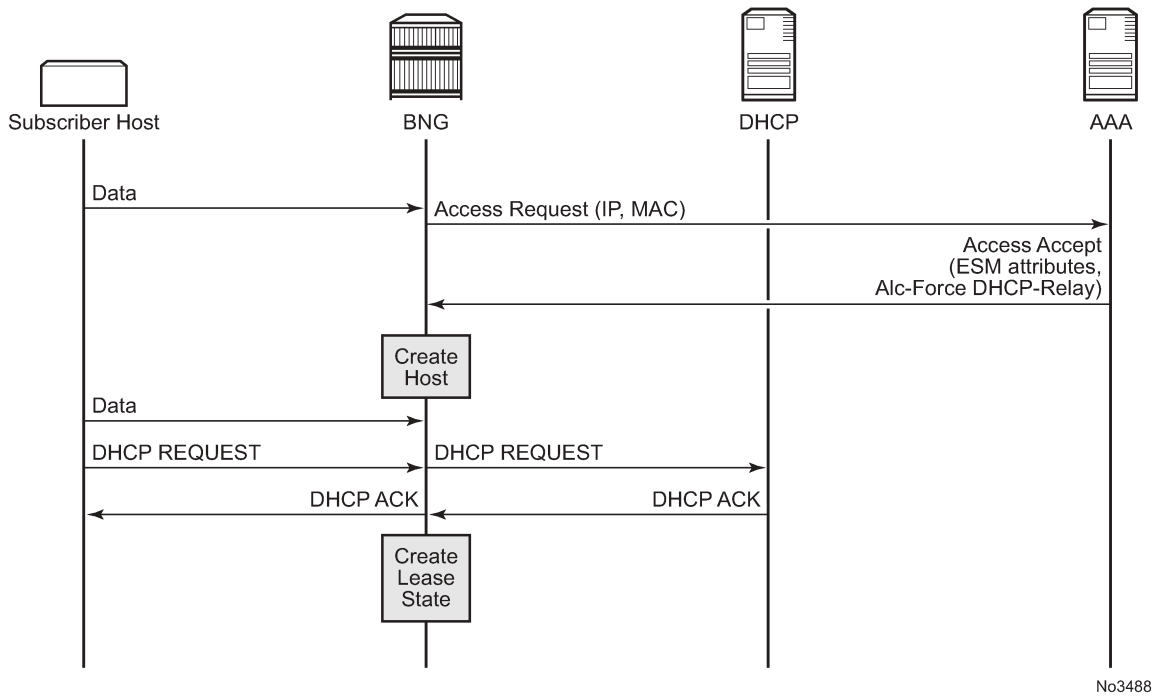 Subscriber Host
BNG
DHCP
AAA
Data
Access Request (IP, MAC)
Access Accept
(ESM attributes,
Alc-Force DHCP-Relay)
Create
Host
Data
DHCP REQUEST
DHCP REQUEST
DHCP ACK
DHCP ACK
Create
Lease
State
No3488